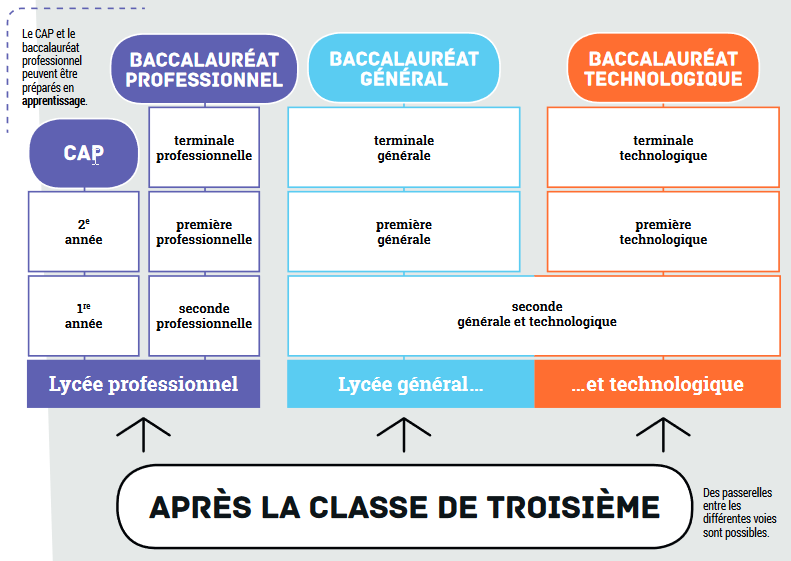 Le CAP et le
baccalauréat
professionnel
peuvent être
préparés en
apprentissage.
BACCALAURÉAT
PROFESSIONNEL
BACCALAURÉAT
GÉNÉRAL
BACCALAURÉAT
TECHNOLOGIQUE
CAP
terminale
professionnelle
terminale
générale
terminale
technologique
2e
année
première
professionnelle
première
générale
première
technologique
1re
année
seconde
professionnelle
seconde
générale et technologique
Lycée professionnel
Lycée général...
...et technologique
APRÈS LA CLASSE DE TROISIÈME
Des passerelles
entre les
différentes voies
sont possibles.